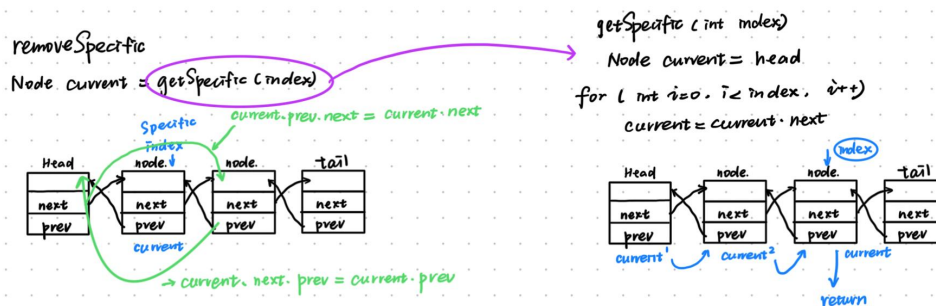 removeSpecific
Node current = getSpecific (index)
current.prev.next = current.next
Specific
index
Head
node.
node.
tail
next
next
next
next
prev
prev
prev
prev
current
→ current.next.prev = current.prev
getSpecific (int index)
Node current = head
for ( int i=0. i< index. i++)
current = current.next
index
Head
node.
node.
tail
next
next
next
next
prev
prev
prev
prev
current¹
current²
current
return